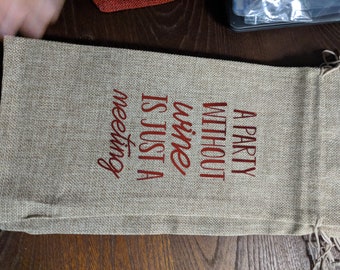 A PARTY
WITHOUT
wine
IS JUST A
meeting